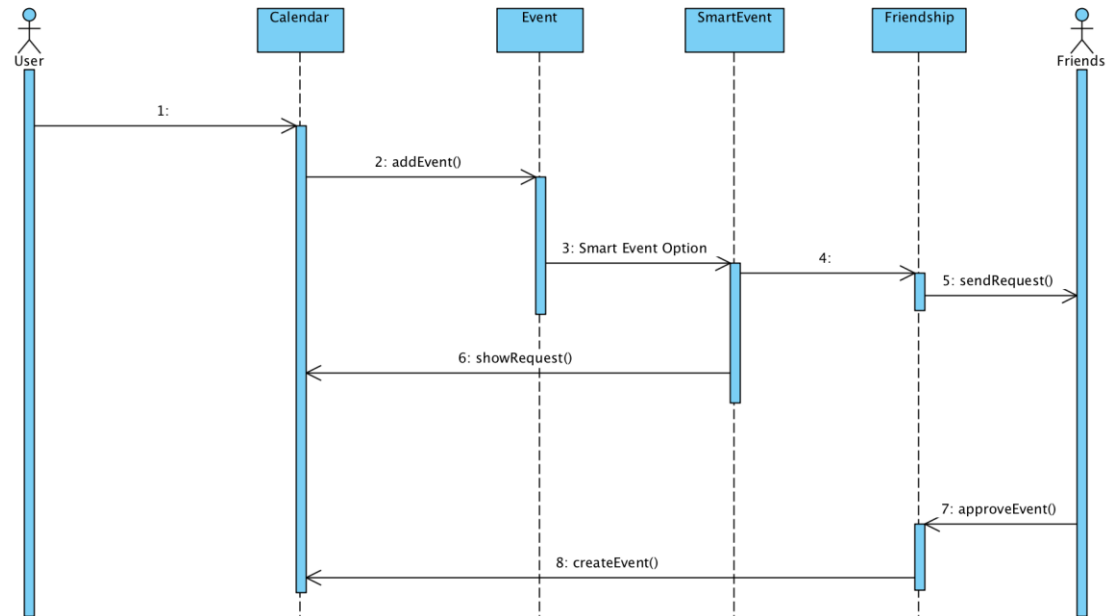 Calendar
Event
SmartEvent
Friendship
User
Friends
1:
2: addEvent()
3: Smart Event Option
4:
5: sendRequest()
6: showRequest()
7: approveEvent()
8: createEvent()